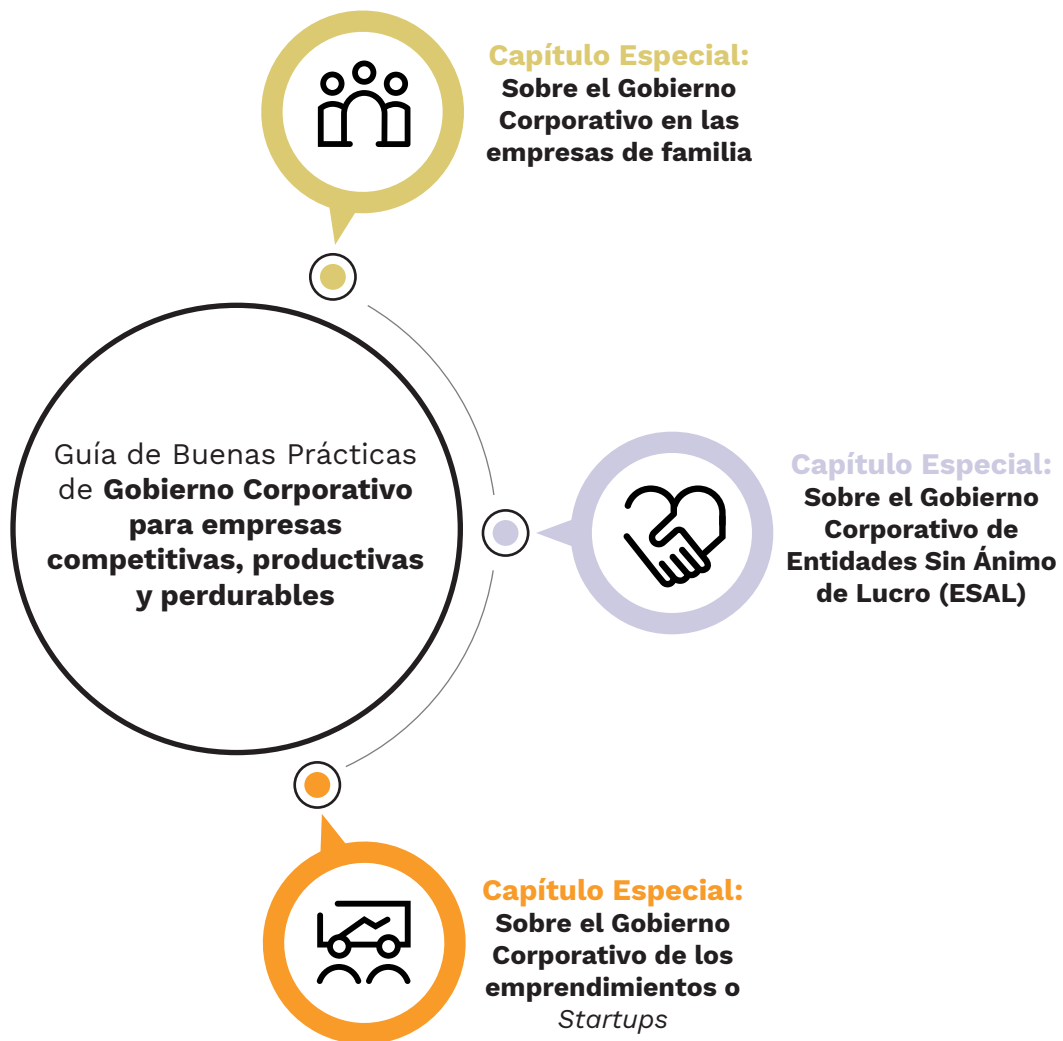 Capítulo Especial:
Sobre el Gobierno
Corporativo en las
empresas de familia
Guía de Buenas Prácticas
de Gobierno Corporativo
para empresas
competitivas, productivas
y perdurables
Capítulo Especial:
Sobre el Gobierno
Corporativo de
Entidades Sin Ánimo
de Lucro (ESAL)
Capítulo Especial:
Sobre el Gobierno
Corporativo de los
emprendimientos o
Startups